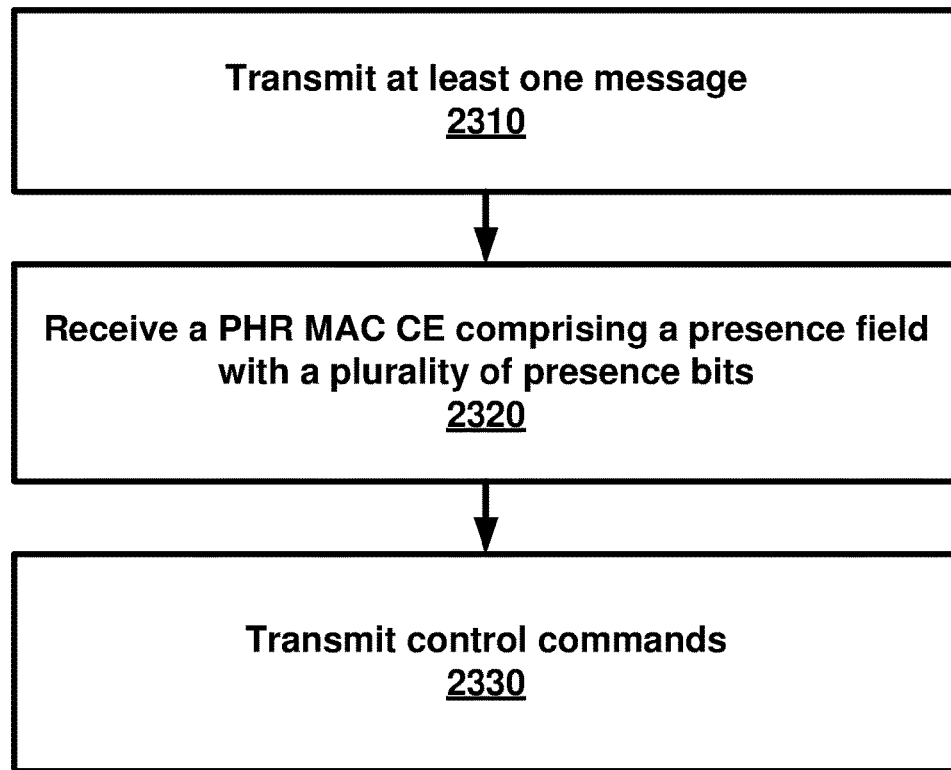 Transmit at least one message
2310
Receive a PHR MAC CE comprising a presence field
with a plurality of presence bits
2320
Transmit control commands
2330